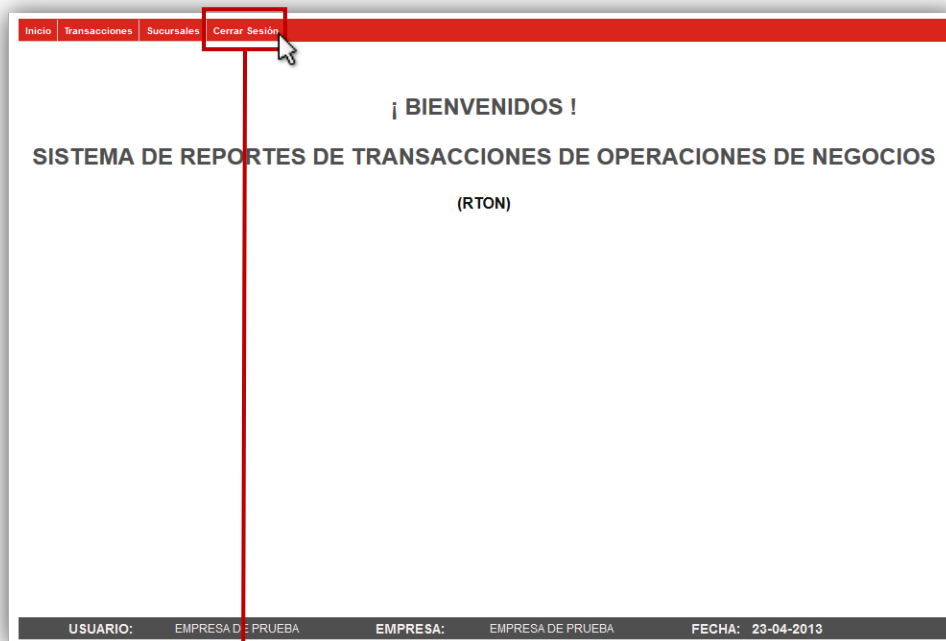 Inicio Transacciones Sucursales Cerrar Sesión
¡ BIENVENIDOS !
SISTEMA DE REPORTES DE TRANSACCIONES DE OPERACIONES DE NEGOCIOS
(RTON)
USUARIO: EMPRESA DE PRUEBA EMPRESA: EMPRESA DE PRUEBA FECHA: 23-04-2013